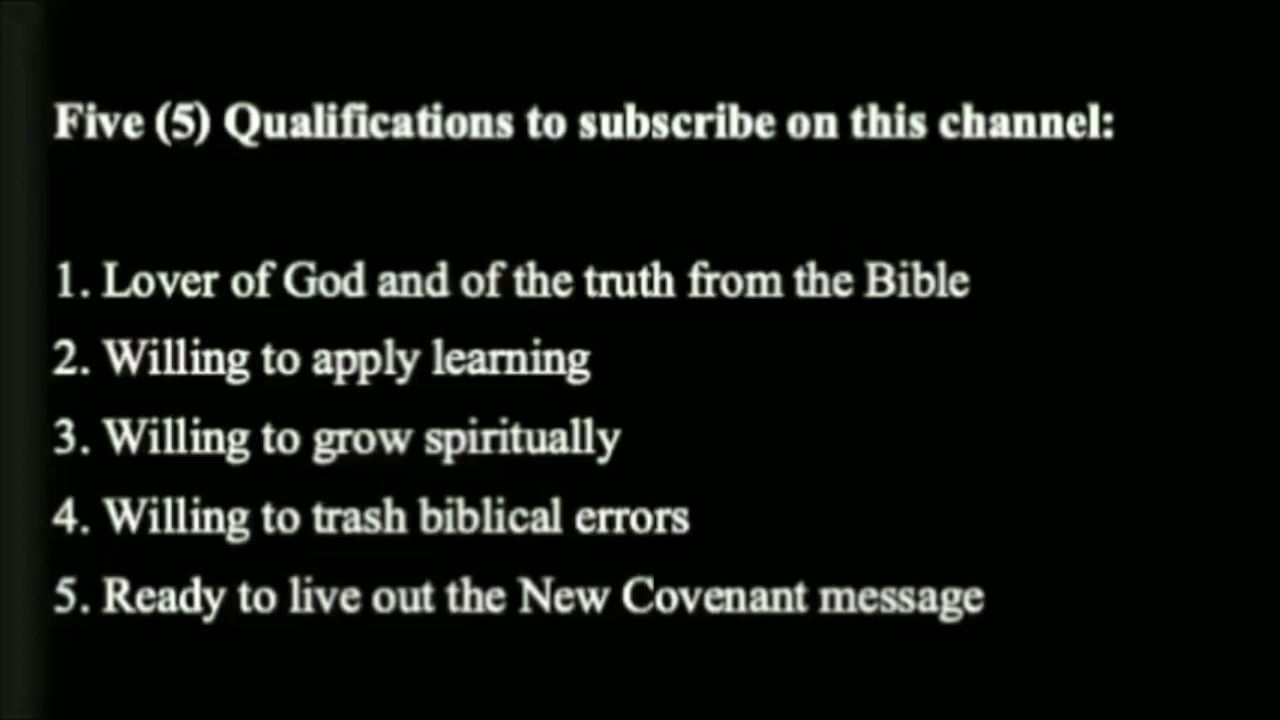 Five (5) Qualifications to subscribe on this channel:
1. Lover of God and of the truth from the Bible
2. Willing to apply learning
3. Willing to grow spiritually
4. Willing to trash biblical errors
5. Ready to live out the New Covenant message